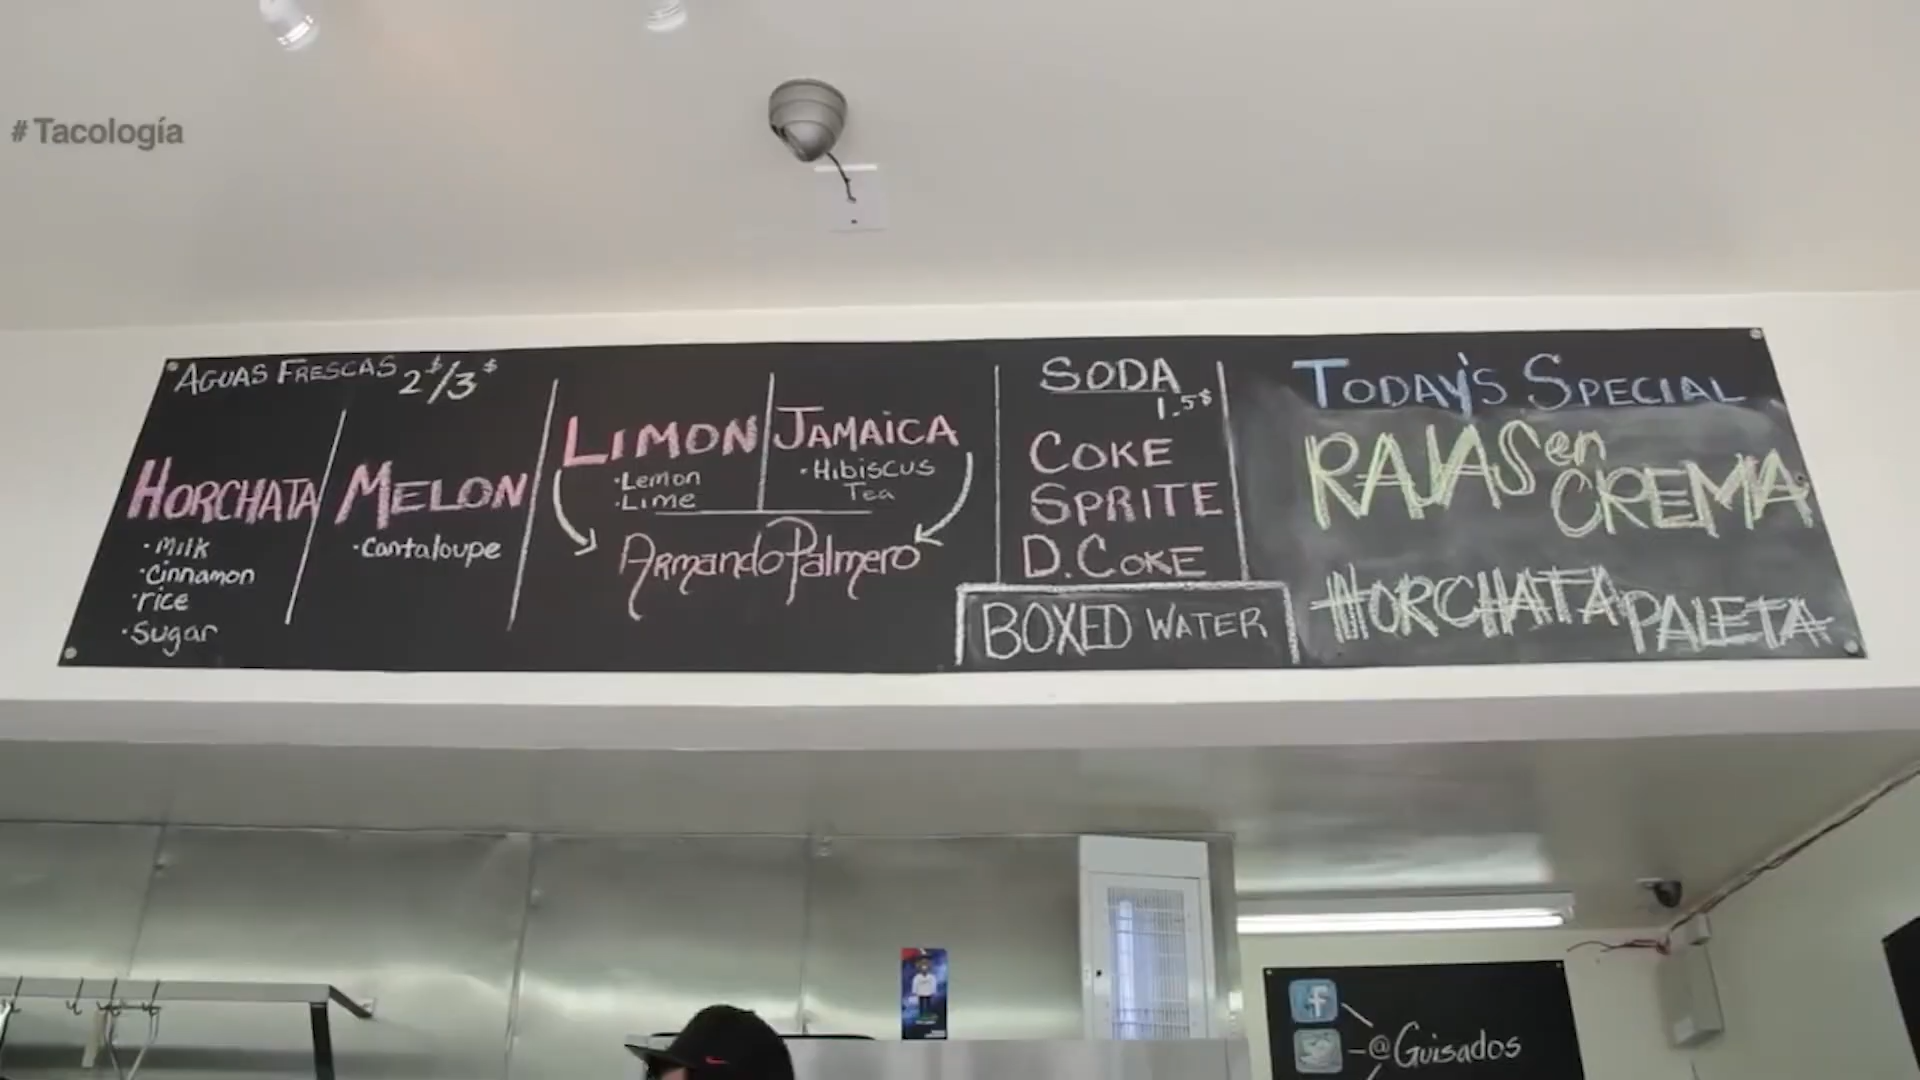 #Tacología
AGUAS FRESCAS 2$/3$
HORCHATA
·Milk
·Cinnamon
·rice
·Sugar
MELON
·Cantaloupe
LIMON
·Lemon
·Lime
JAMAICA
·Hibiscus
Tea
Armando Palmero
SODA
1.5$
COKE
SPRITE
D. COKE
BOXED WATER
TODAY'S SPECIAL
RAJAS en
CREMA
HORCHATA PALETA
f
@Guisados